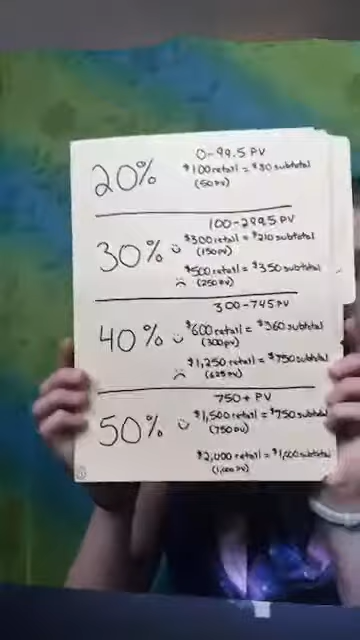 0-99.5 PV
20%
$100 retail = $80 subtotal
(50 PV)
100-299.5 PV
30%
$300 retail = $210 subtotal
(150 PV)
$500 retail = $350 subtotal
(250 PV)
300-745 PV
40%
$600 retail = $360 subtotal
(300 PV)
$1,250 retail = $750 subtotal
(625 PV)
750+ PV
50%
$1,500 retail = $750 subtotal
(750 PV)
$2,000 retail = $1,000 subtotal
(1,000 PV)